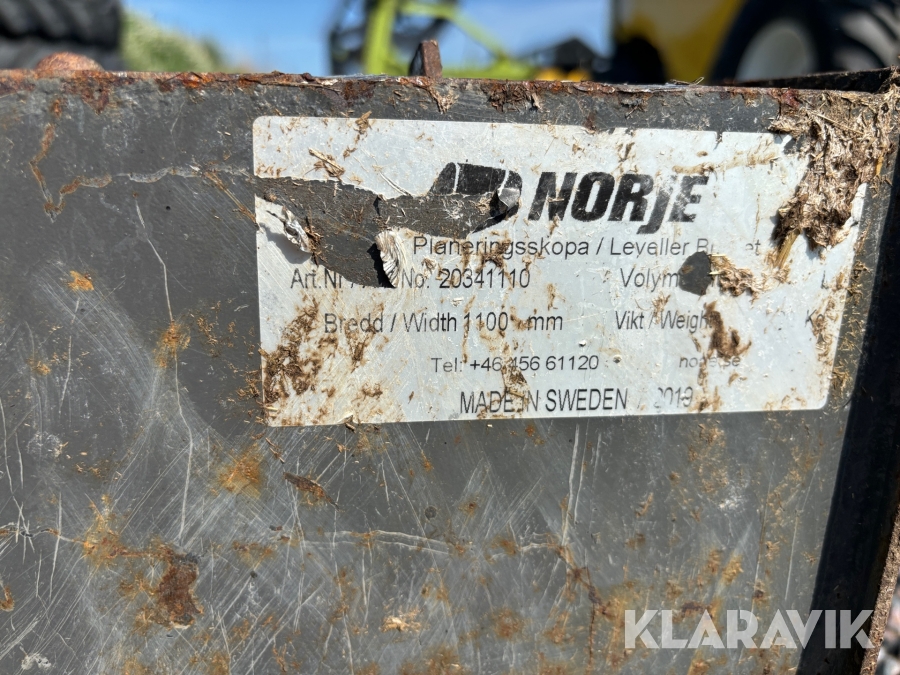 NORJE
Planeringsskopa / Leveller
Art.Nr No: 20341110 Volym
Bredd / Width 1100 mm Vikt / Weight
Tel: +46 456 61120
MADE IN SWEDEN 2019
KLARAVIK